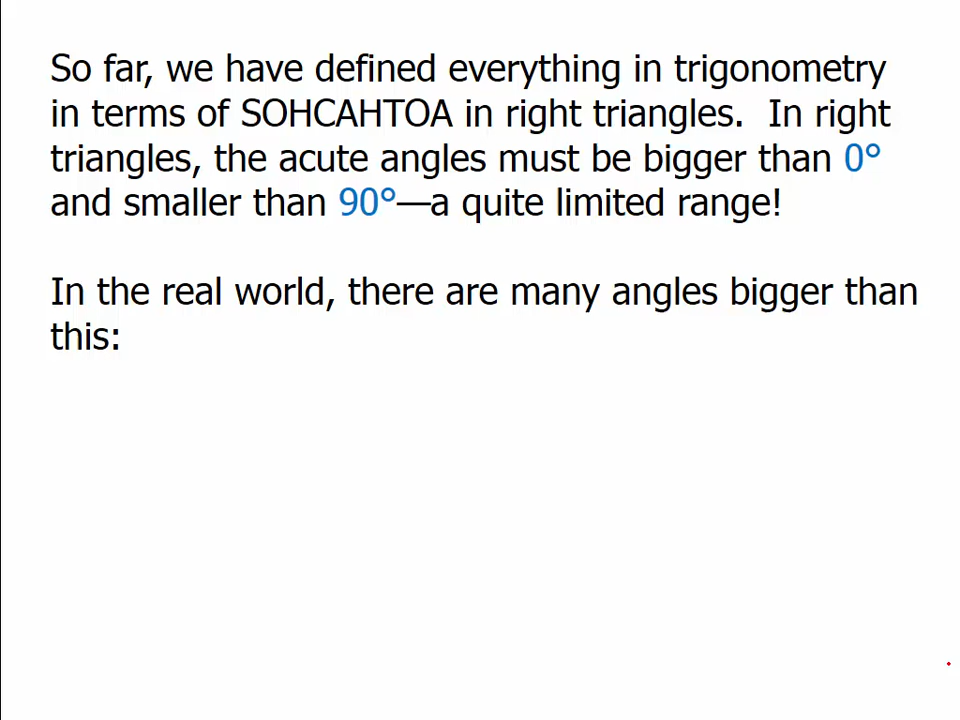 So far, we have defined everything in trigonometry
in terms of SOHCAHTOA in right triangles.  In right
triangles, the acute angles must be bigger than 0°
and smaller than 90°—a quite limited range!
In the real world, there are many angles bigger than
this: